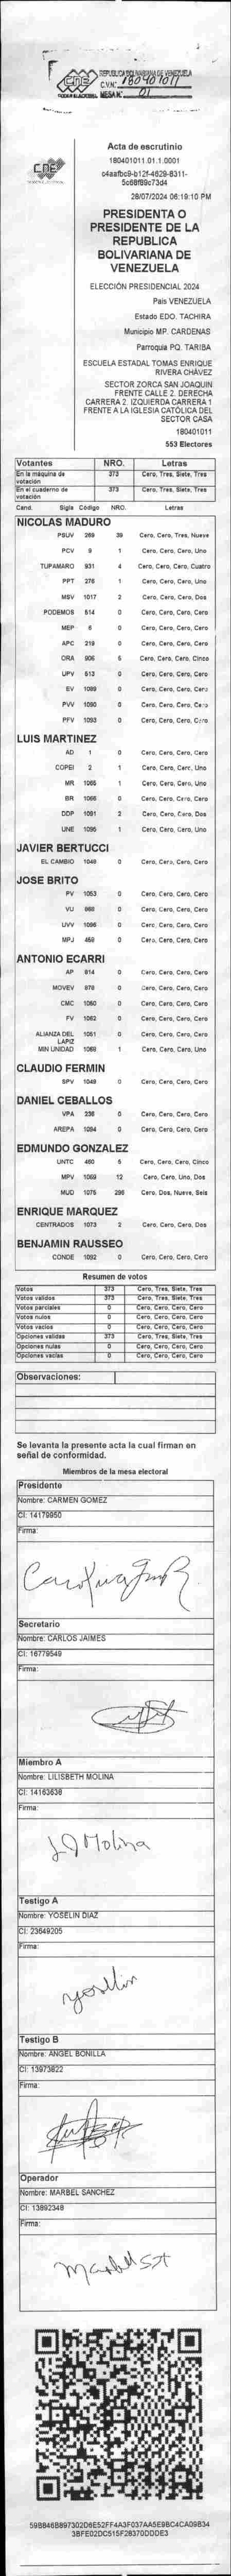 REPUBLICA BOLIVARIANA DE VENEZUELA
CNE C.V.N°: 180401011
PODER ELECTORAL MESA N°: 01
CNE
Acta de escrutinio
180401011.01.1.0001
28/07/2024 06:19:10 PM
PRESIDENTA O
PRESIDENTE DE LA
REPUBLICA
BOLIVARIANA DE
VENEZUELA
ELECCIÓN PRESIDENCIAL 2024
Pais VENEZUELA
Estado EDO. TACHIRA
Municipio MP. CARDENAS
Parroquia PQ. TARIBA
ESCUELA ESTADAL TOMAS ENRIQUE
RIVERA CHÁVEZ
SECTOR ZORCA SAN JOAQUIN
FRENTE CALLE 2. DERECHA
CARRERA 2. IZQUIERDA CARRERA 1
FRENTE A LA IGLESIA CATÓLICA DEL
SECTOR CASA
180401011
553 Electores
Votantes NRO. Letras
En la maquina de votación 373 Cero, Tres, Siete, Tres
En el cuaderno de votación 373 Cero, Tres, Siete, Tres
Cand. Sigla Código NRO. Letras
NICOLAS MADURO
PSUV 269 39 Cero, Cero, Tres, Nueve
PCV 9 1 Cero, Cero, Cero, Uno
TUPAMARO 931 4 Cero, Cero, Cero, Cuatro
PPT 276 1 Cero, Cero, Cero, Uno
MSV 1017 2 Cero, Cero, Cero, Dos
PODEMOS 514 0 Cero, Cero, Cero, Cero
MEP 6 0 Cero, Cero, Cero, Cero
APC 219 0 Cero, Cero, Cero, Cero
ORA 906 5 Cero, Cero, Cero, Cinco
UPV 513 0 Cero, Cero, Cero, Cero
EV 1089 0 Cero, Cero, Cero, Cero
PVV 1090 0 Cero, Cero, Cero, Cero
PFV 1093 0 Cero, Cero, Cero, Cero
LUIS MARTINEZ
AD 1 0 Cero, Cero, Cero, Cero
COPEI 2 1 Cero, Cero, Cero, Uno
MR 1065 1 Cero, Cero, Cero, Uno
BR 1066 0 Cero, Cero, Cero, Cero
DDP 1091 2 Cero, Cero, Cero, Dos
UNE 1095 1 Cero, Cero, Cero, Uno
JAVIER BERTUCCI
EL CAMBIO 1048 0 Cero, Cero, Cero, Cero
JOSE BRITO
PV 1053 0 Cero, Cero, Cero, Cero
VU 988 0 Cero, Cero, Cero, Cero
UVV 1096 0 Cero, Cero, Cero, Cero
MPJ 458 0 Cero, Cero, Cero, Cero
ANTONIO ECARRI
AP 914 0 Cero, Cero, Cero, Cero
MOVEV 978 0 Cero, Cero, Cero, Cero
CMC 1050 0 Cero, Cero, Cero, Cero
FV 1062 0 Cero, Cero, Cero, Cero
ALIANZA DEL LAPIZ 1051 0 Cero, Cero, Cero, Cero
MIN UNIDAD 1068 1 Cero, Cero, Cero, Uno
CLAUDIO FERMIN
SPV 1048 0 Cero, Cero, Cero, Cero
DANIEL CEBALLOS
VPA 236 0 Cero, Cero, Cero, Cero
AREPA 1094 0 Cero, Cero, Cero, Cero
EDMUNDO GONZALEZ
UNTC 460 5 Cero, Cero, Cero, Cinco
MPV 1069 12 Cero, Cero, Uno, Dos
MUD 1075 296 Cero, Dos, Nueve, Seis
ENRIQUE MARQUEZ
CENTRADOS 1073 2 Cero, Cero, Cero, Dos
BENJAMIN RAUSSEO
CONDE 1092 0 Cero, Cero, Cero, Cero
Resumen de votos
Votos 373 Cero, Tres, Siete, Tres
Votos validos 373 Cero, Tres, Siete, Tres
Votos parciales 0 Cero, Cero, Cero, Cero
Votos nulos 0 Cero, Cero, Cero, Cero
Votos vacios 0 Cero, Cero, Cero, Cero
Opciones validas 373 Cero, Tres, Siete, Tres
Opciones nulas 0 Cero, Cero, Cero, Cero
Opciones vacias 0 Cero, Cero, Cero, Cero
Observaciones:
Se levanta la presente acta la cual firman en
señal de conformidad.
Miembros de la mesa electoral
Presidente
Nombre: CARMEN GOMEZ
CI: 14179950
Firma:
Secretario
Nombre: CARLOS JAIMES
CI: 16779549
Firma:
Miembro A
Nombre: LILISBETH MOLINA
CI: 14163638
Firma:
Molina
Testigo A
Nombre: YOSELIN DIAZ
CI: 23649205
Firma:
yoselin
Testigo B
Nombre: ANGEL BONILLA
CI: 13973822
Firma:
Operador
Nombre: MARBEL SANCHEZ
CI: 13892348
Firma: